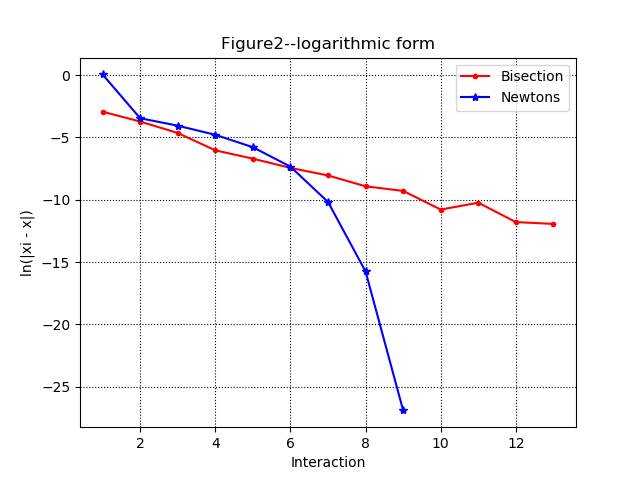 Figure2--logarithmic form
Bisection
Newtons
0
−5
−10
−15
−20
−25
ln(|xi - x|)
2 4 6 8 10 12
Interaction